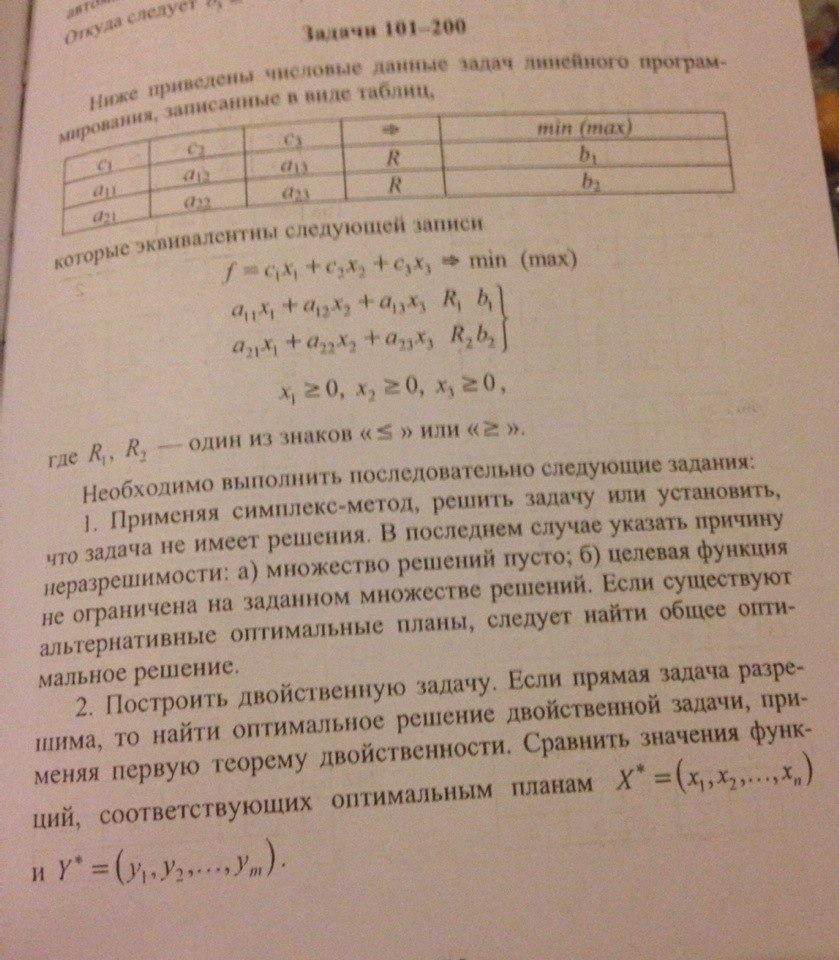 Откуда следует
Задачи 101–200
Ниже приведены числовые данные задач линейного програм-
мирования, записанные в виде таблиц,
c₁ c₂ c₃ ⇒ min (max)
a₁₁ a₁₂ a₁₃ R b₁
a₂₁ a₂₂ a₂₃ R b₂
которые эквивалентны следующей записи
f = c₁x₁ + c₂x₂ + c₃x₃ ⇒ min (max)
a₁₁x₁ + a₁₂x₂ + a₁₃x₃ R₁ b₁
a₂₁x₁ + a₂₂x₂ + a₂₃x₃ R₂ b₂ }
x₁ ≥ 0, x₂ ≥ 0, x₃ ≥ 0,
где R₁, R₂ — один из знаков « ≤ » или « ≥ ».
Необходимо выполнить последовательно следующие задания:
1. Применяя симплекс-метод, решить задачу или установить,
что задача не имеет решения. В последнем случае указать причину
неразрешимости: а) множество решений пусто; б) целевая функция
не ограничена на заданном множестве решений. Если существуют
альтернативные оптимальные планы, следует найти общее опти-
мальное решение.
2. Построить двойственную задачу. Если прямая задача разре-
шима, то найти оптимальное решение двойственной задачи, при-
меняя первую теорему двойственности. Сравнить значения функ-
ций, соответствующих оптимальным планам X* = (x₁, x₂, ..., xₙ)
и Y* = (y₁, y₂, ..., yₘ).